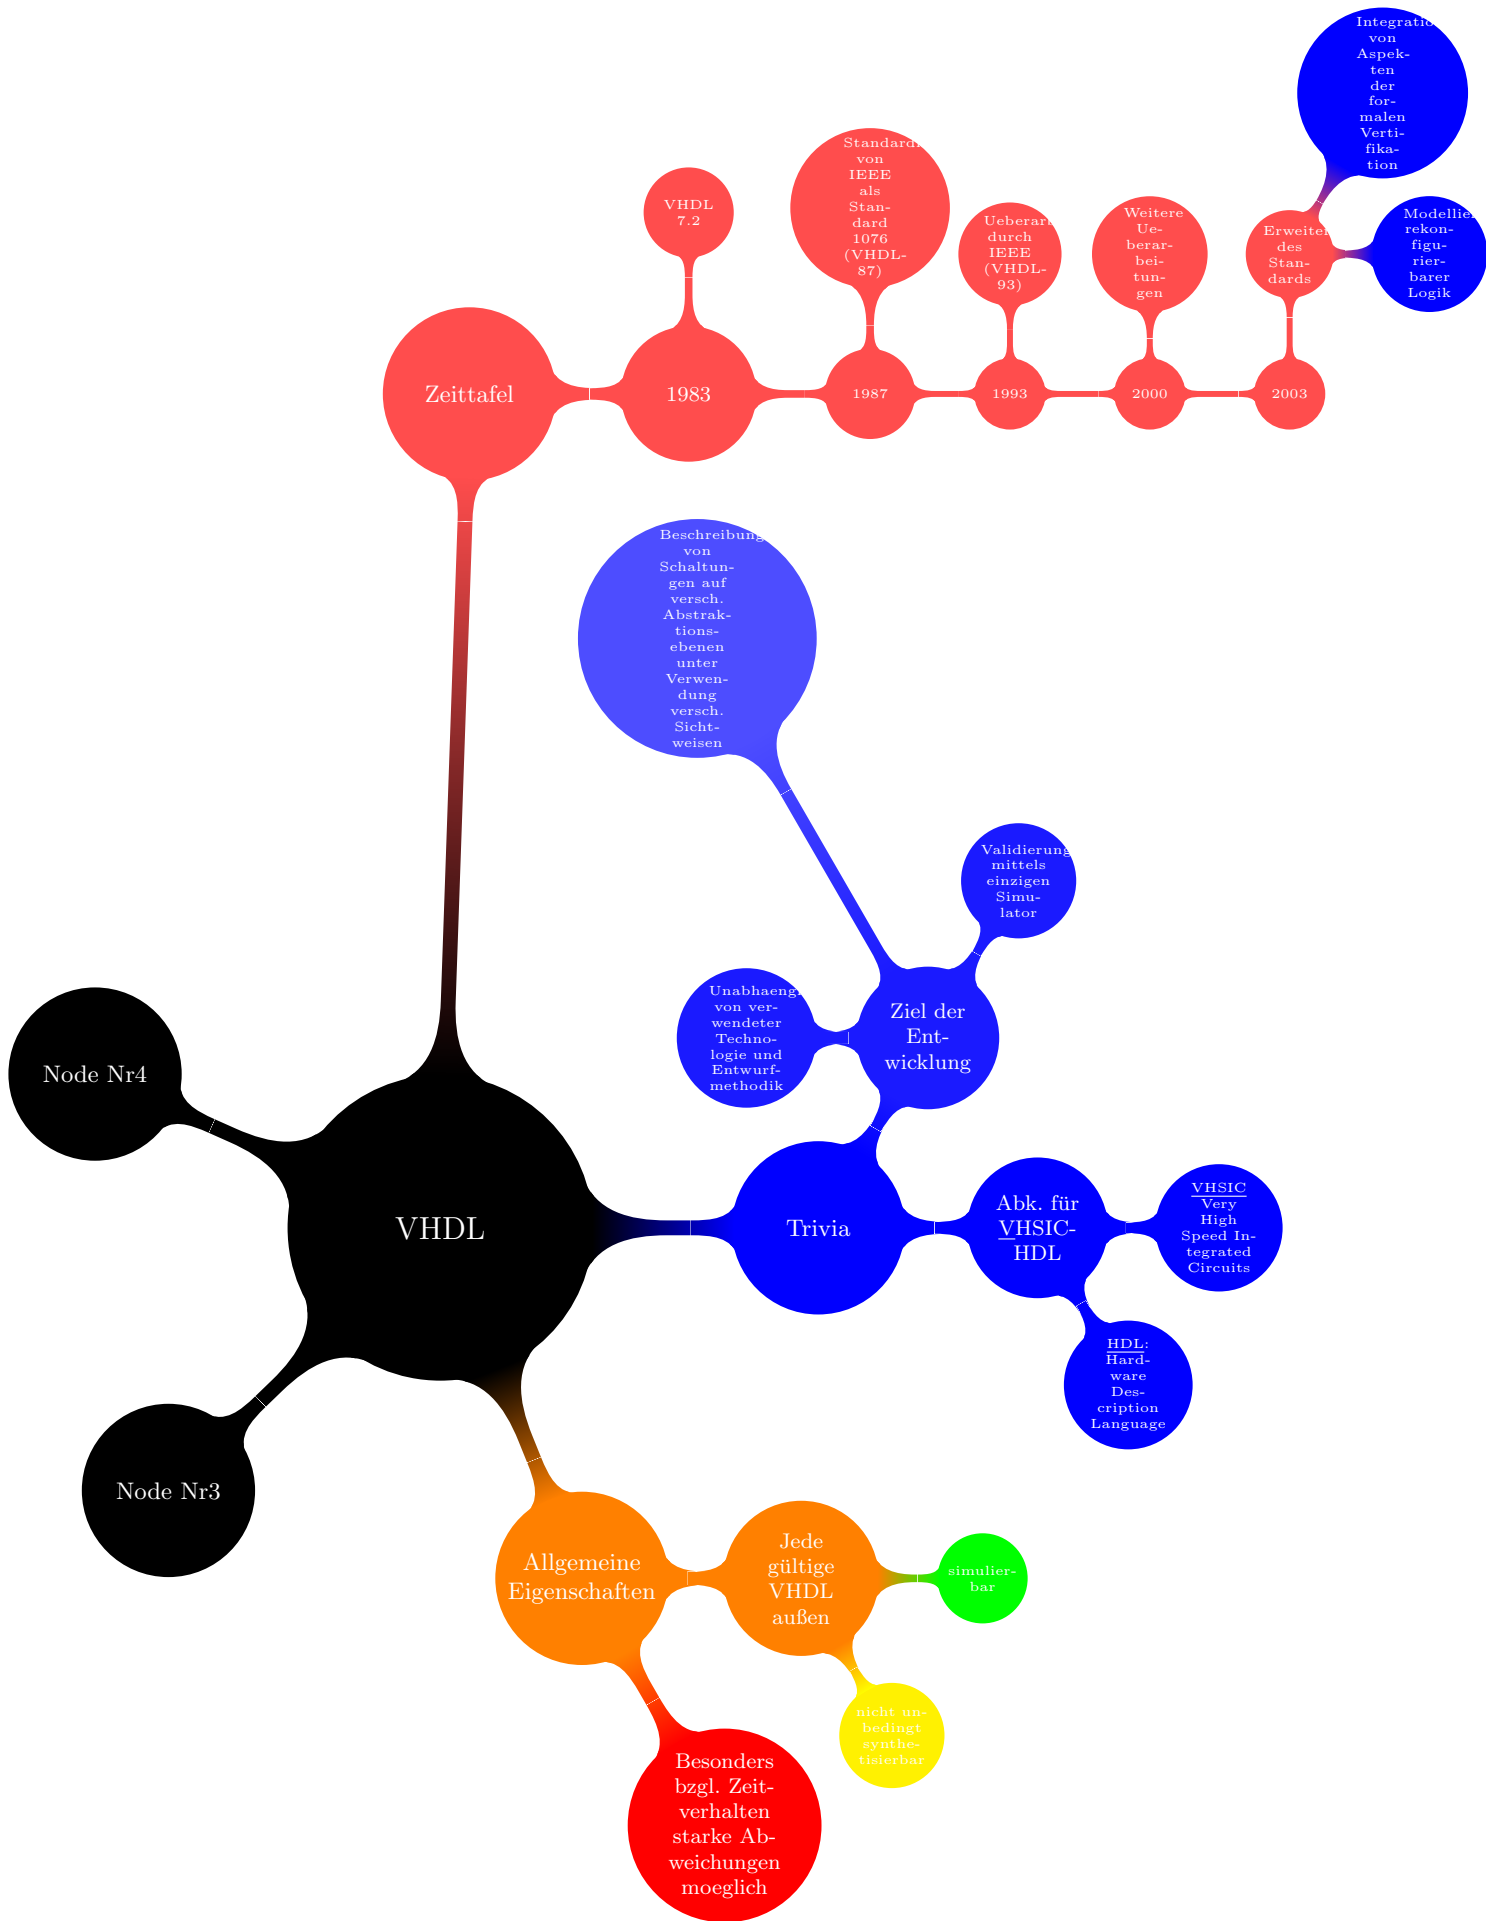 Integratio
von
Aspek-
ten
der
for-
malen
Verti-
fika-
tion
Standardi
von
IEEE
als
Stan-
dard
1076
(VHDL-
87)
VHDL
7.2
Ueberarb
durch
IEEE
(VHDL-
93)
Weitere
Ue-
berar-
bei-
tun-
gen
Erweiter
des
Stan-
dards
Modellier
rekon-
figu-
rier-
barer
Logik
Zeittafel
1983
1987
1993
2000
2003
Beschreibung
von
Schaltun-
gen auf
versch.
Abstrak-
tions-
ebenen
unter
Verwen-
dung
versch.
Sicht-
weisen
Validierung
mittels
einzigen
Simu-
lator
Unabhaengi
von ver-
wendeter
Techno-
logie und
Entwurf-
methodik
Ziel der
Ent-
wicklung
Node Nr4
VHDL
Trivia
Abk. für
VHSIC-
HDL
VHSIC
Very
High
Speed In-
tegrated
Circuits
HDL:
Hard-
ware
Des-
cription
Language
Node Nr3
Allgemeine
Eigenschaften
Jede
gültige
VHDL
außen
simulier-
bar
nicht un-
bedingt
synthe-
tisierbar
Besonders
bzgl. Zeit-
verhalten
starke Ab-
weichungen
moeglich